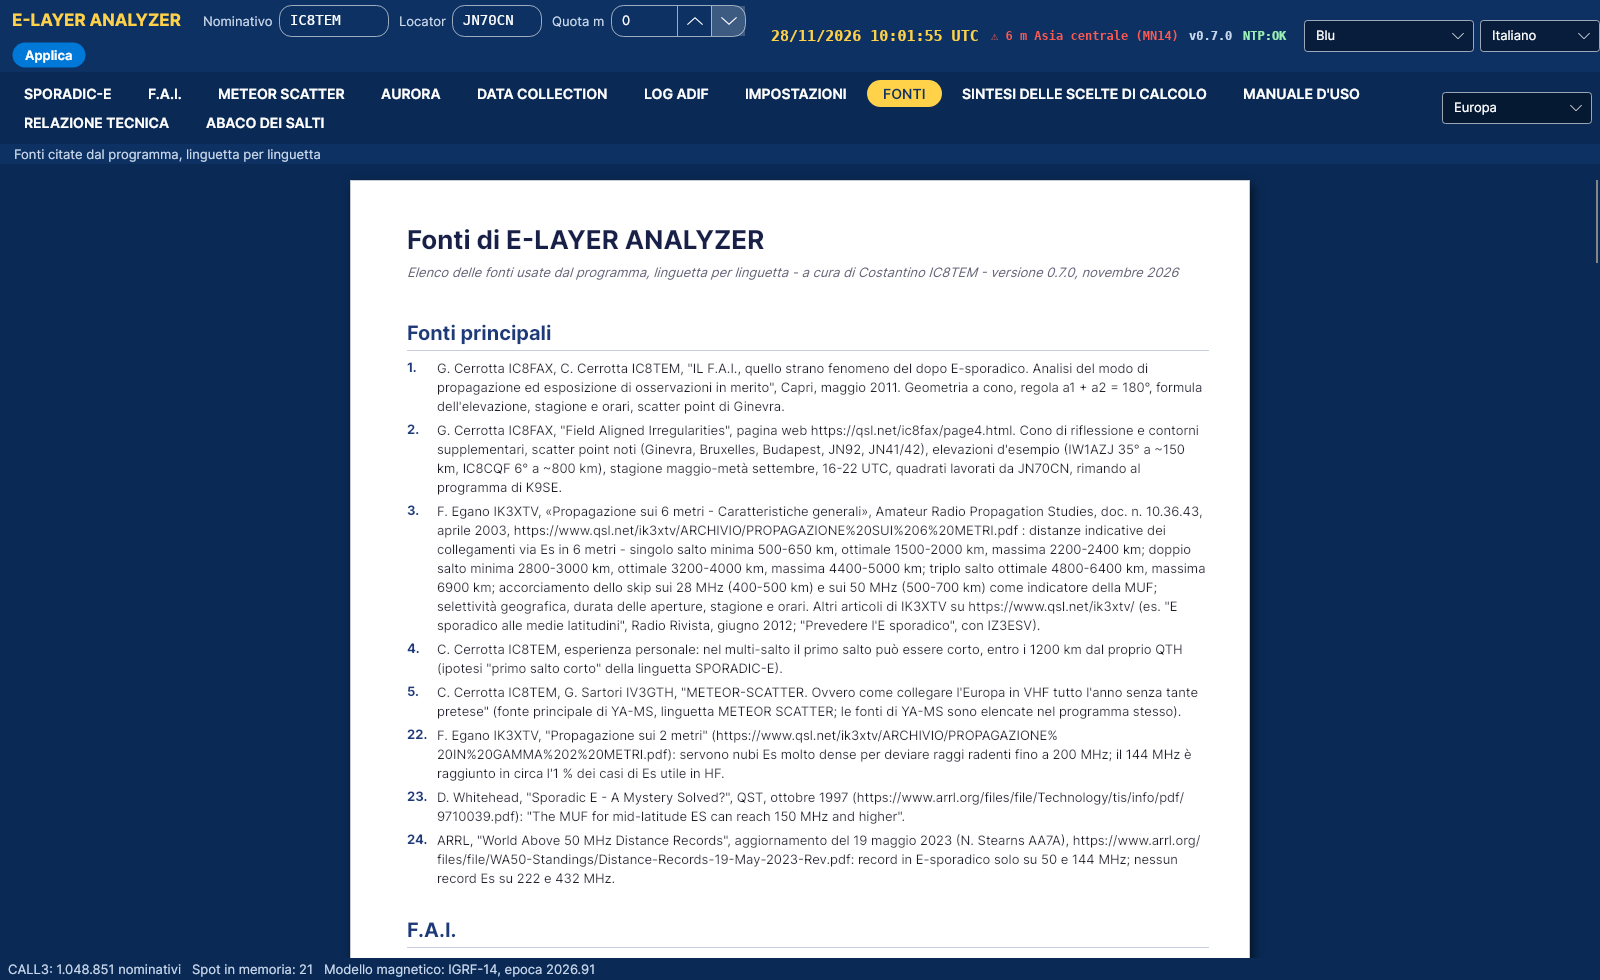 E-LAYER ANALYZER Nominativo IC8TEM Locator JN70CN Quota m 0
28/11/2026 10:01:55 UTC ⚠ 6 m Asia centrale (MN14) v0.7.0 NTP:OK Blu Italiano
Applica
SPORADIC-E F.A.I. METEOR SCATTER AURORA DATA COLLECTION LOG ADIF IMPOSTAZIONI FONTI SINTESI DELLE SCELTE DI CALCOLO MANUALE D'USO
Europa
RELAZIONE TECNICA ABACO DEI SALTI
Fonti citate dal programma, linguetta per linguetta
Fonti di E-LAYER ANALYZER
Elenco delle fonti usate dal programma, linguetta per linguetta - a cura di Costantino IC8TEM - versione 0.7.0, novembre 2026
Fonti principali
1. G. Cerrotta IC8FAX, C. Cerrotta IC8TEM, "IL F.A.I., quello strano fenomeno del dopo E-sporadico. Analisi del modo di
propagazione ed esposizione di osservazioni in merito", Capri, maggio 2011. Geometria a cono, regola a1 + a2 = 180°, formula
dell'elevazione, stagione e orari, scatter point di Ginevra.
2. G. Cerrotta IC8FAX, "Field Aligned Irregularities", pagina web https://qsl.net/ic8fax/page4.html. Cono di riflessione e contorni
supplementari, scatter point noti (Ginevra, Bruxelles, Budapest, JN92, JN41/42), elevazioni d'esempio (IW1AZJ 35° a ~150
km, IC8CQF 6° a ~800 km), stagione maggio-metà settembre, 16-22 UTC, quadrati lavorati da JN70CN, rimando al
programma di K9SE.
3. F. Egano IK3XTV, «Propagazione sui 6 metri - Caratteristiche generali», Amateur Radio Propagation Studies, doc. n. 10.36.43,
aprile 2003, https://www.qsl.net/ik3xtv/ARCHIVIO/PROPAGAZIONE%20SUI%206%20METRI.pdf : distanze indicative dei
collegamenti via Es in 6 metri - singolo salto minima 500-650 km, ottimale 1500-2000 km, massima 2200-2400 km; doppio
salto minima 2800-3000 km, ottimale 3200-4000 km, massima 4400-5000 km; triplo salto ottimale 4800-6400 km, massima
6900 km; accorciamento dello skip sui 28 MHz (400-500 km) e sui 50 MHz (500-700 km) come indicatore della MUF;
selettività geografica, durata delle aperture, stagione e orari. Altri articoli di IK3XTV su https://www.qsl.net/ik3xtv/ (es. "E
sporadico alle medie latitudini", Radio Rivista, giugno 2012; "Prevedere l'E sporadico", con IZ3ESV).
4. C. Cerrotta IC8TEM, esperienza personale: nel multi-salto il primo salto può essere corto, entro i 1200 km dal proprio QTH
(ipotesi "primo salto corto" della linguetta SPORADIC-E).
5. C. Cerrotta IC8TEM, G. Sartori IV3GTH, "METEOR-SCATTER. Ovvero come collegare l'Europa in VHF tutto l'anno senza tante
pretese" (fonte principale di YA-MS, linguetta METEOR SCATTER; le fonti di YA-MS sono elencate nel programma stesso).
22. F. Egano IK3XTV, "Propagazione sui 2 metri" (https://www.qsl.net/ik3xtv/ARCHIVIO/PROPAGAZIONE%
20IN%20GAMMA%202%20METRI.pdf): servono nubi Es molto dense per deviare raggi radenti fino a 200 MHz; il 144 MHz è
raggiunto in circa l'1 % dei casi di Es utile in HF.
23. D. Whitehead, "Sporadic E - A Mystery Solved?", QST, ottobre 1997 (https://www.arrl.org/files/file/Technology/tis/info/pdf/
9710039.pdf): "The MUF for mid-latitude ES can reach 150 MHz and higher".
24. ARRL, "World Above 50 MHz Distance Records", aggiornamento del 19 maggio 2023 (N. Stearns AA7A), https://www.arrl.org/
files/file/WA50-Standings/Distance-Records-19-May-2023-Rev.pdf: record in E-sporadico solo su 50 e 144 MHz; nessun
record Es su 222 e 432 MHz.
F.A.I.
CALL3: 1.048.851 nominativi Spot in memoria: 21 Modello magnetico: IGRF-14, epoca 2026.91